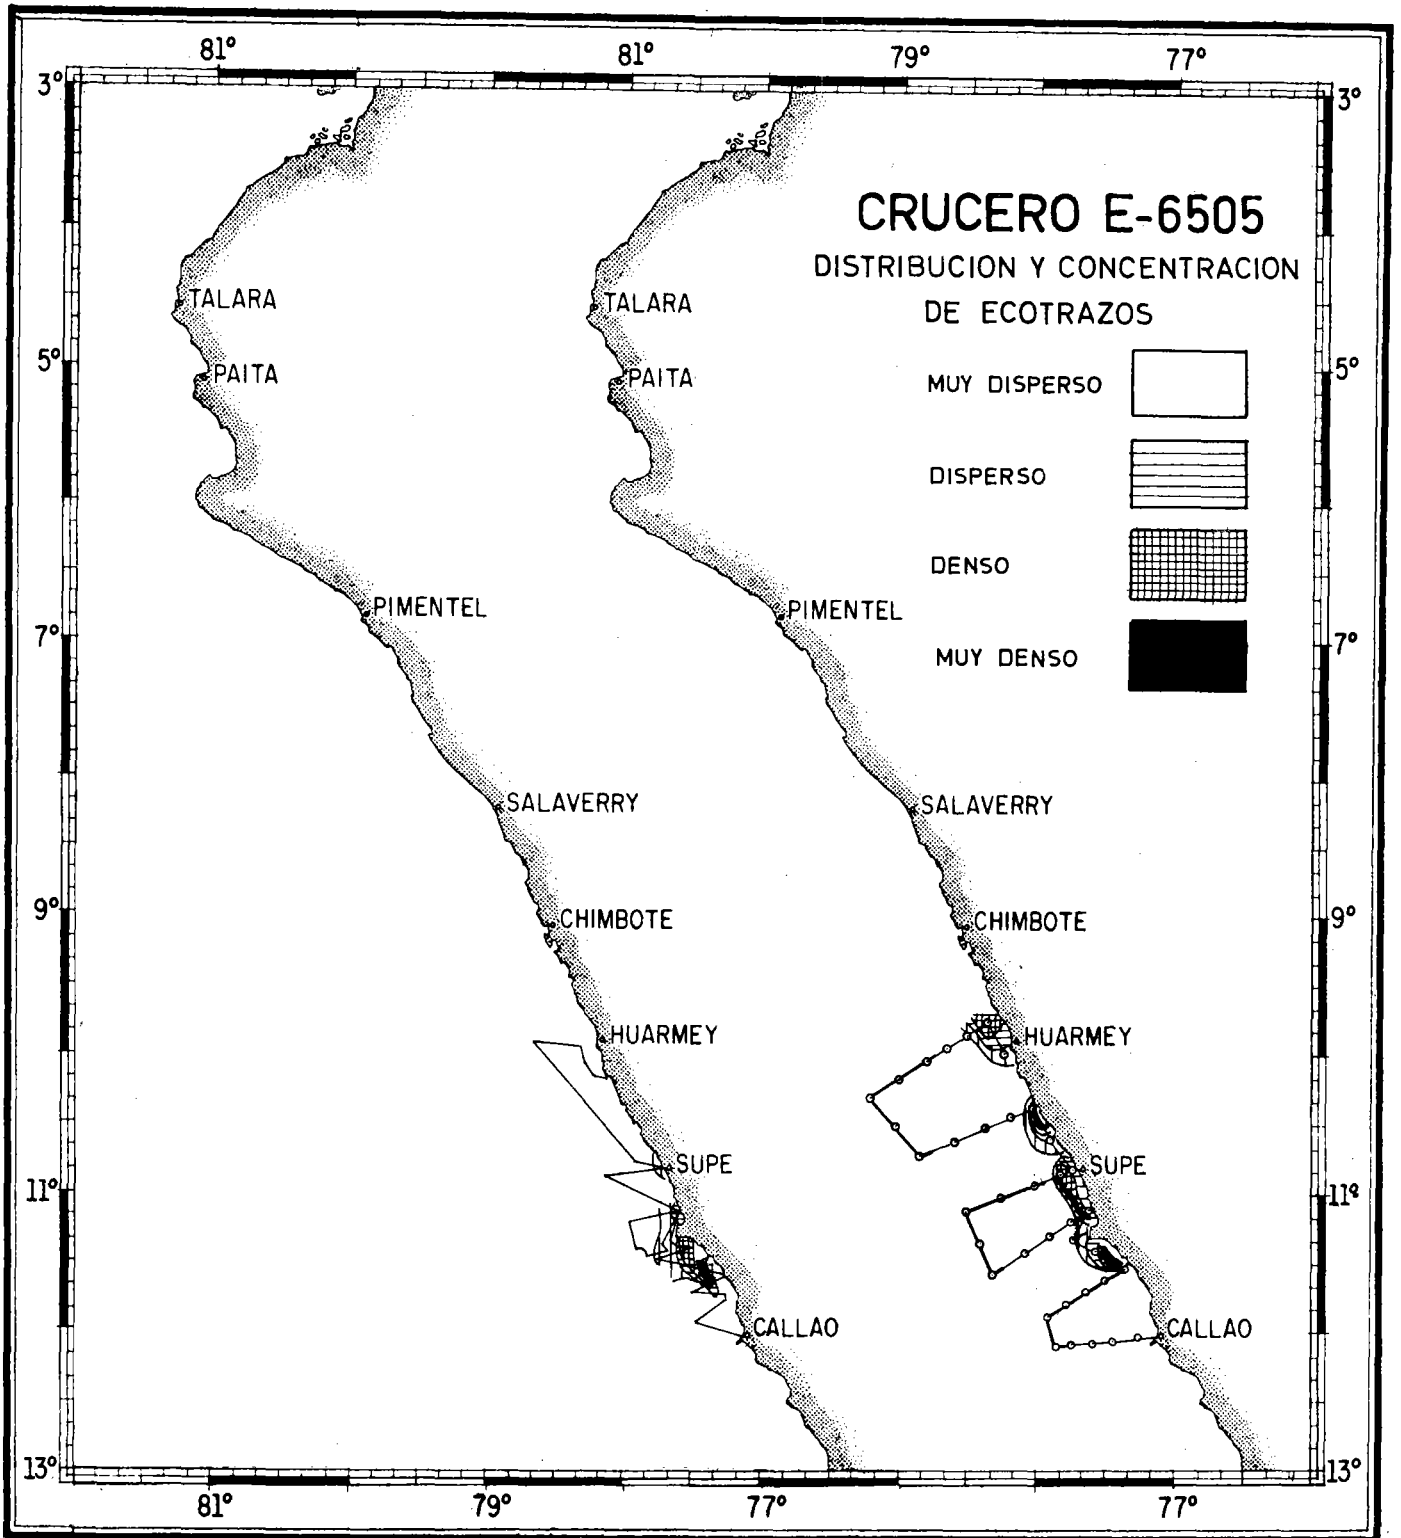 81° 81° 79° 77°
3° 3°
CRUCERO E-6505
DISTRIBUCION Y CONCENTRACION
DE ECOTRAZOS
TALARA TALARA
5° 5°
PAITA PAITA
MUY DISPERSO
DISPERSO
DENSO
PIMENTEL PIMENTEL
7° 7°
MUY DENSO
SALAVERRY SALAVERRY
9° 9°
CHIMBOTE CHIMBOTE
HUARMEY HUARMEY
SUPE SUPE
11° 11°
CALLAO CALLAO
13° 13°
81° 79° 77° 77°